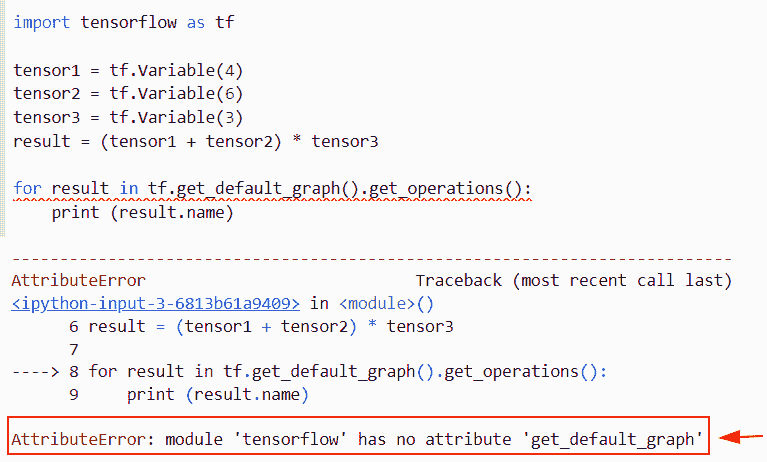 import tensorflow as tf
tensor1 = tf.Variable(4)
tensor2 = tf.Variable(6)
tensor3 = tf.Variable(3)
result = (tensor1 + tensor2) * tensor3
for result in tf.get_default_graph().get_operations():
    print (result.name)
---------------------------------------------------------------------------
AttributeError                            Traceback (most recent call last)
<ipython-input-3-6813b61a9409> in <module>()
      6 result = (tensor1 + tensor2) * tensor3
      7
----> 8 for result in tf.get_default_graph().get_operations():
      9     print (result.name)
AttributeError: module 'tensorflow' has no attribute 'get_default_graph'